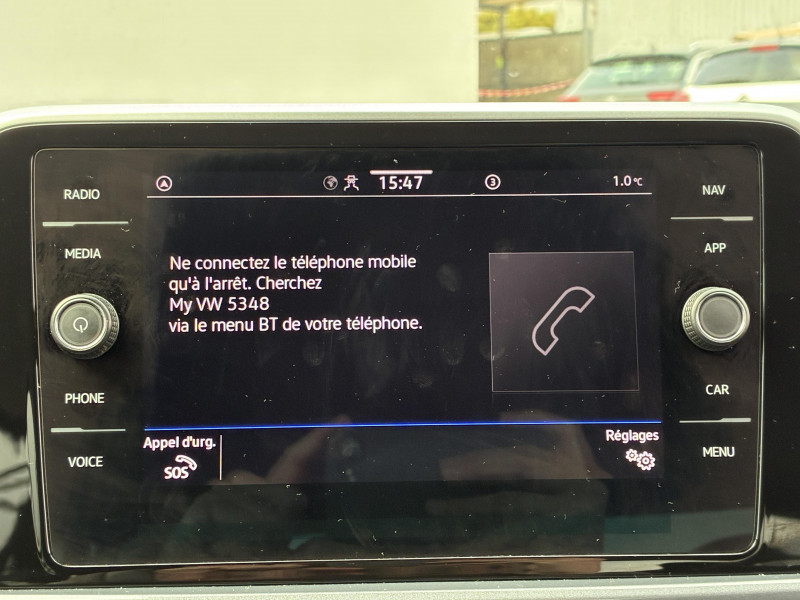 RADIO
MEDIA
PHONE
VOICE
15:47
3
1.0°C
Ne connectez le téléphone mobile
qu'à l'arrêt. Cherchez
My VW 5348
via le menu BT de votre téléphone.
Appel d'urg.
SOS
Réglages
NAV
APP
CAR
MENU